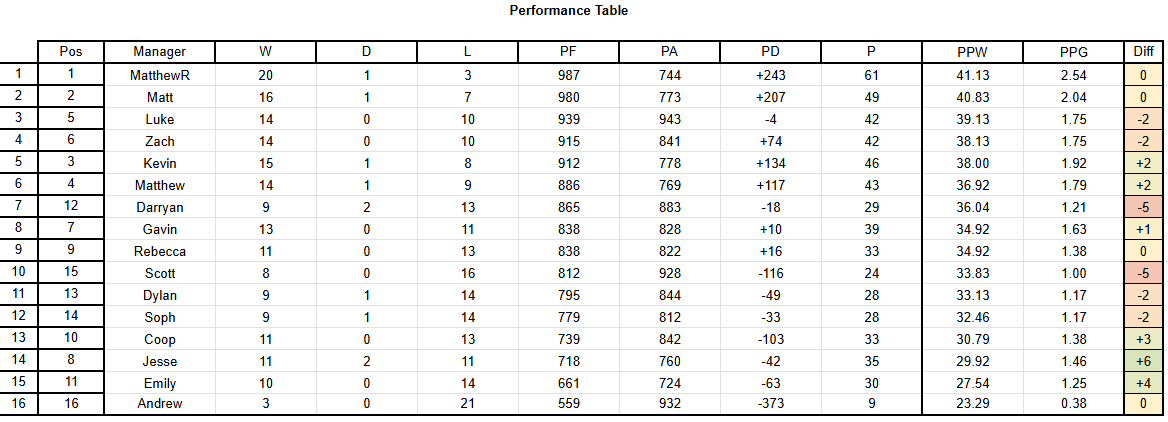 Performance Table
Pos Manager W D L PF PA PD P PPW PPG Diff
1 1 MatthewR 20 1 3 987 744 +243 61 41.13 2.54 0
2 2 Matt 16 1 7 980 773 +207 49 40.83 2.04 0
3 5 Luke 14 0 10 939 943 -4 42 39.13 1.75 -2
4 6 Zach 14 0 10 915 841 +74 42 38.13 1.75 -2
5 3 Kevin 15 1 8 912 778 +134 46 38.00 1.92 +2
6 4 Matthew 14 1 9 886 769 +117 43 36.92 1.79 +2
7 12 Darryan 9 2 13 865 883 -18 29 36.04 1.21 -5
8 7 Gavin 13 0 11 838 828 +10 39 34.92 1.63 +1
9 9 Rebecca 11 0 13 838 822 +16 33 34.92 1.38 0
10 15 Scott 8 0 16 812 928 -116 24 33.83 1.00 -5
11 13 Dylan 9 1 14 795 844 -49 28 33.13 1.17 -2
12 14 Soph 9 1 14 779 812 -33 28 32.46 1.17 -2
13 10 Coop 11 0 13 739 842 -103 33 30.79 1.38 +3
14 8 Jesse 11 2 11 718 760 -42 35 29.92 1.46 +6
15 11 Emily 10 0 14 661 724 -63 30 27.54 1.25 +4
16 16 Andrew 3 0 21 559 932 -373 9 23.29 0.38 0